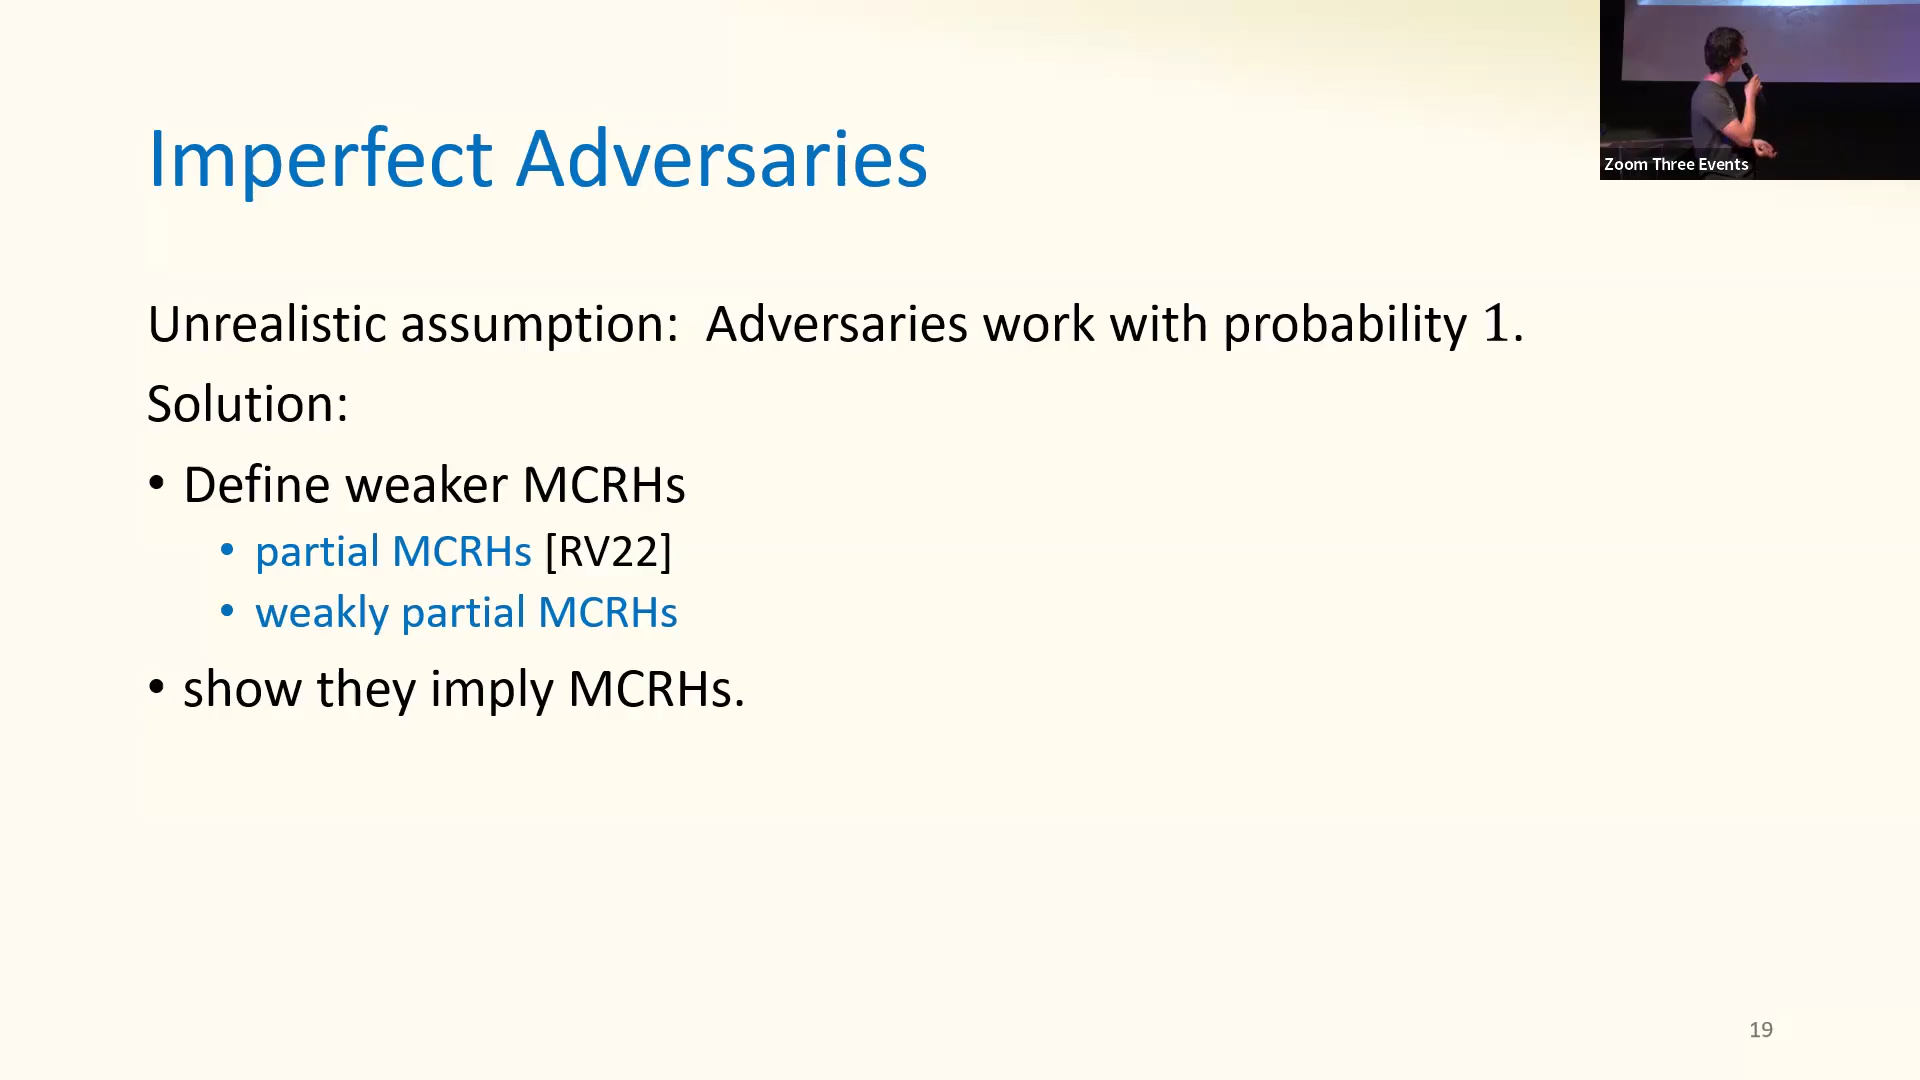 Imperfect Adversaries
Zoom Three Events
Unrealistic assumption: Adversaries work with probability 1.
Solution:
• Define weaker MCRHs
• partial MCRHs [RV22]
• weakly partial MCRHs
• show they imply MCRHs.
19